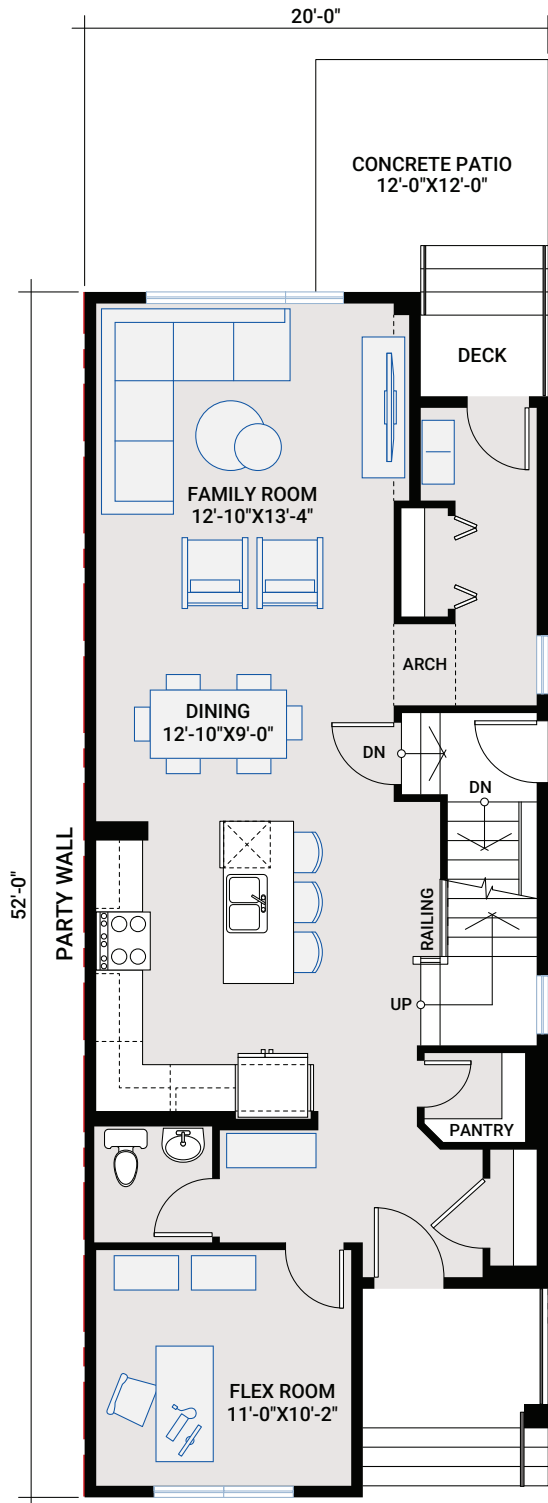 20'-0"
CONCRETE PATIO
12'-0"X12'-0"
DECK
FAMILY ROOM
12'-10"X13'-4"
ARCH
DINING
12'-10"X9'-0"
DN
DN
PARTY WALL
52'-0"
RAILING
UP
PANTRY
FLEX ROOM
11'-0"X10'-2"